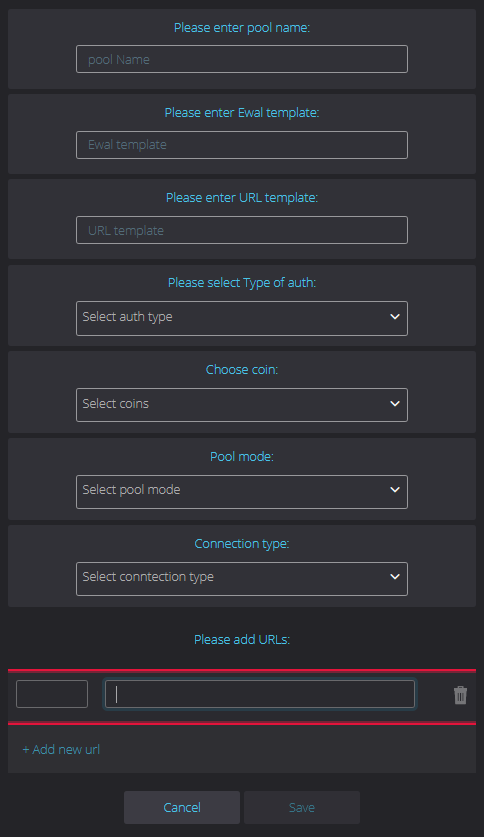 Please enter pool name:
pool Name
Please enter Ewal template:
Ewal template
Please enter URL template:
URL template
Please select Type of auth:
Select auth type
Choose coin:
Select coins
Pool mode:
Select pool mode
Connection type:
Select conntection type
Please add URLs:
+ Add new url
Cancel Save